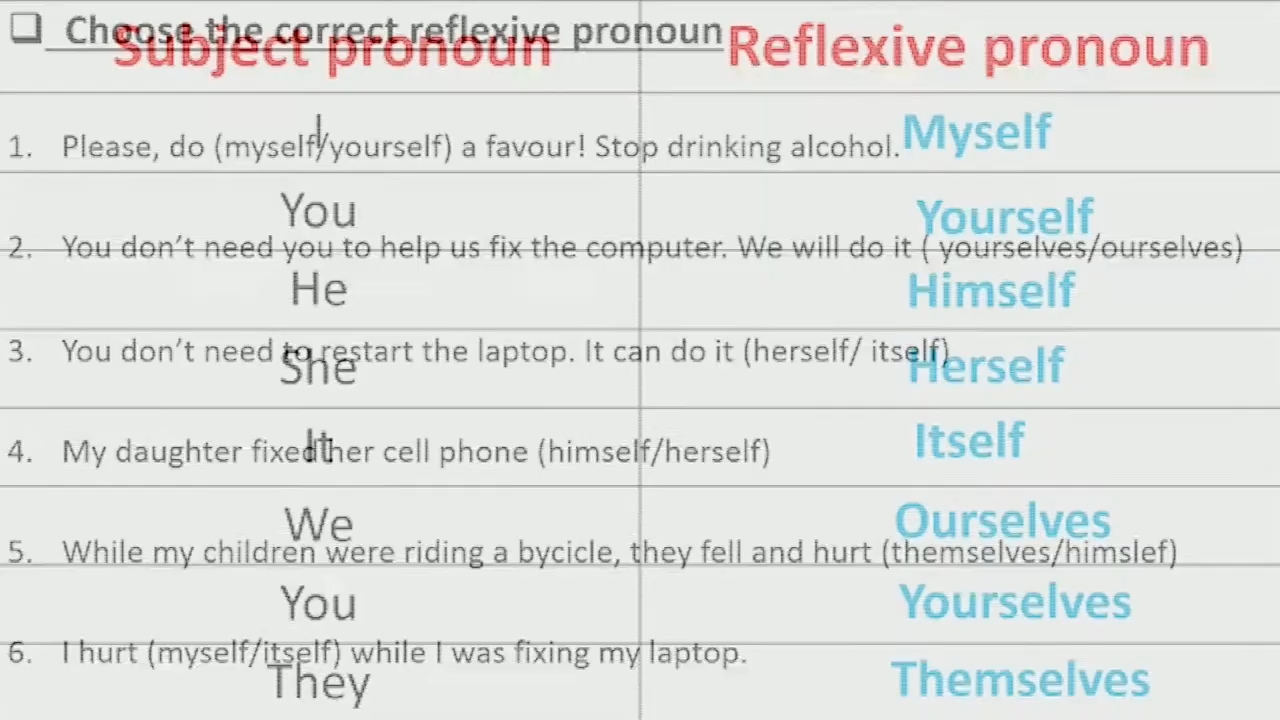 ❑ Choose the correct reflexive pronoun
Subject pronoun Reflexive pronoun
I Myself
1. Please, do (myself/yourself) a favour! Stop drinking alcohol.
You Yourself
2. You don’t need you to help us fix the computer. We will do it ( yourselves/ourselves)
He Himself
3. You don’t need to restart the laptop. It can do it (herself/ itself)
She Herself
It Itself
4. My daughter fixed her cell phone (himself/herself)
We Ourselves
5. While my children were riding a bycicle, they fell and hurt (themselves/himslef)
You Yourselves
6. I hurt (myself/itself) while I was fixing my laptop.
They Themselves